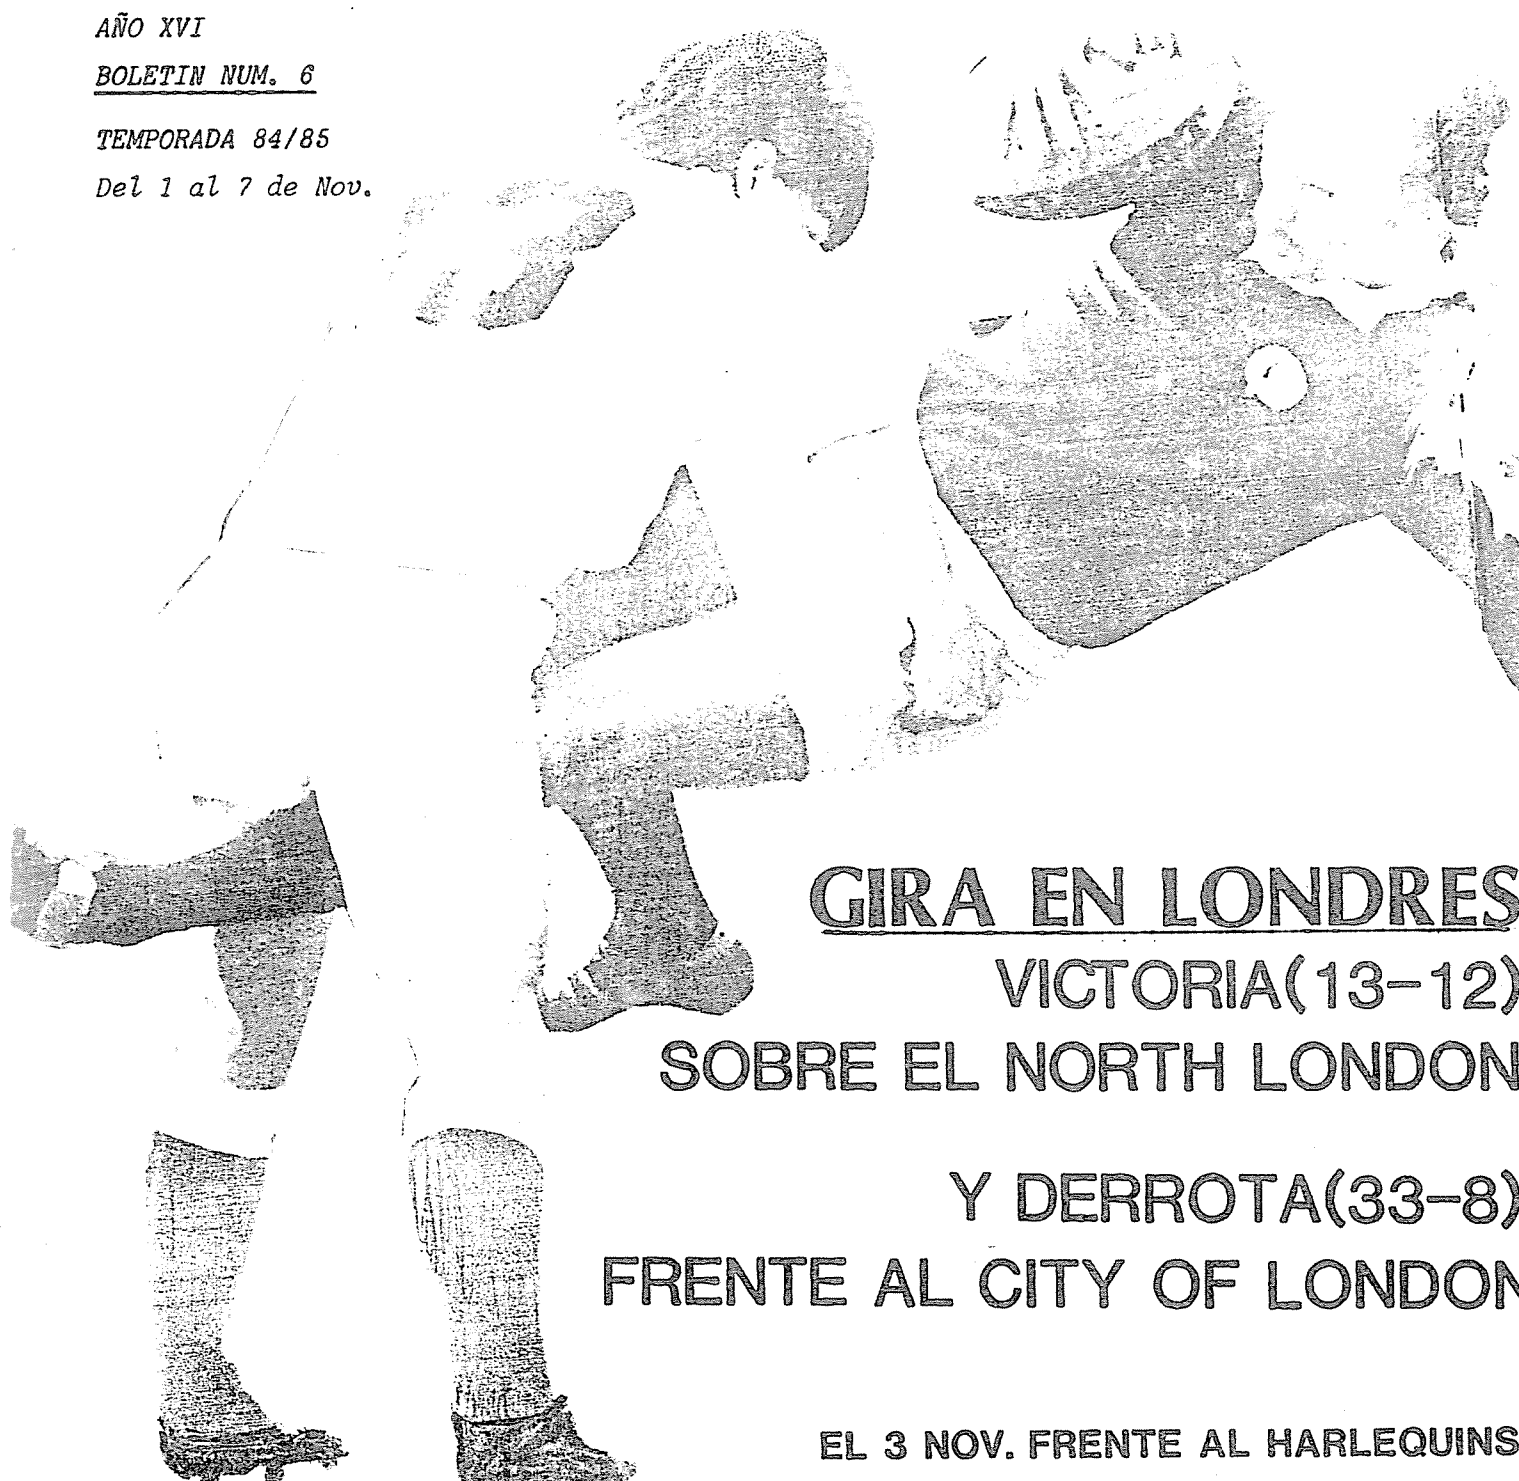 AÑO XVI
BOLETIN NUM. 6
TEMPORADA 84/85
Del 1 al 7 de Nov.
GIRA EN LONDRES
VICTORIA(13-12)
SOBRE EL NORTH LONDON
Y DERROTA(33-8)
FRENTE AL CITY OF LONDON
EL 3 NOV. FRENTE AL HARLEQUINS